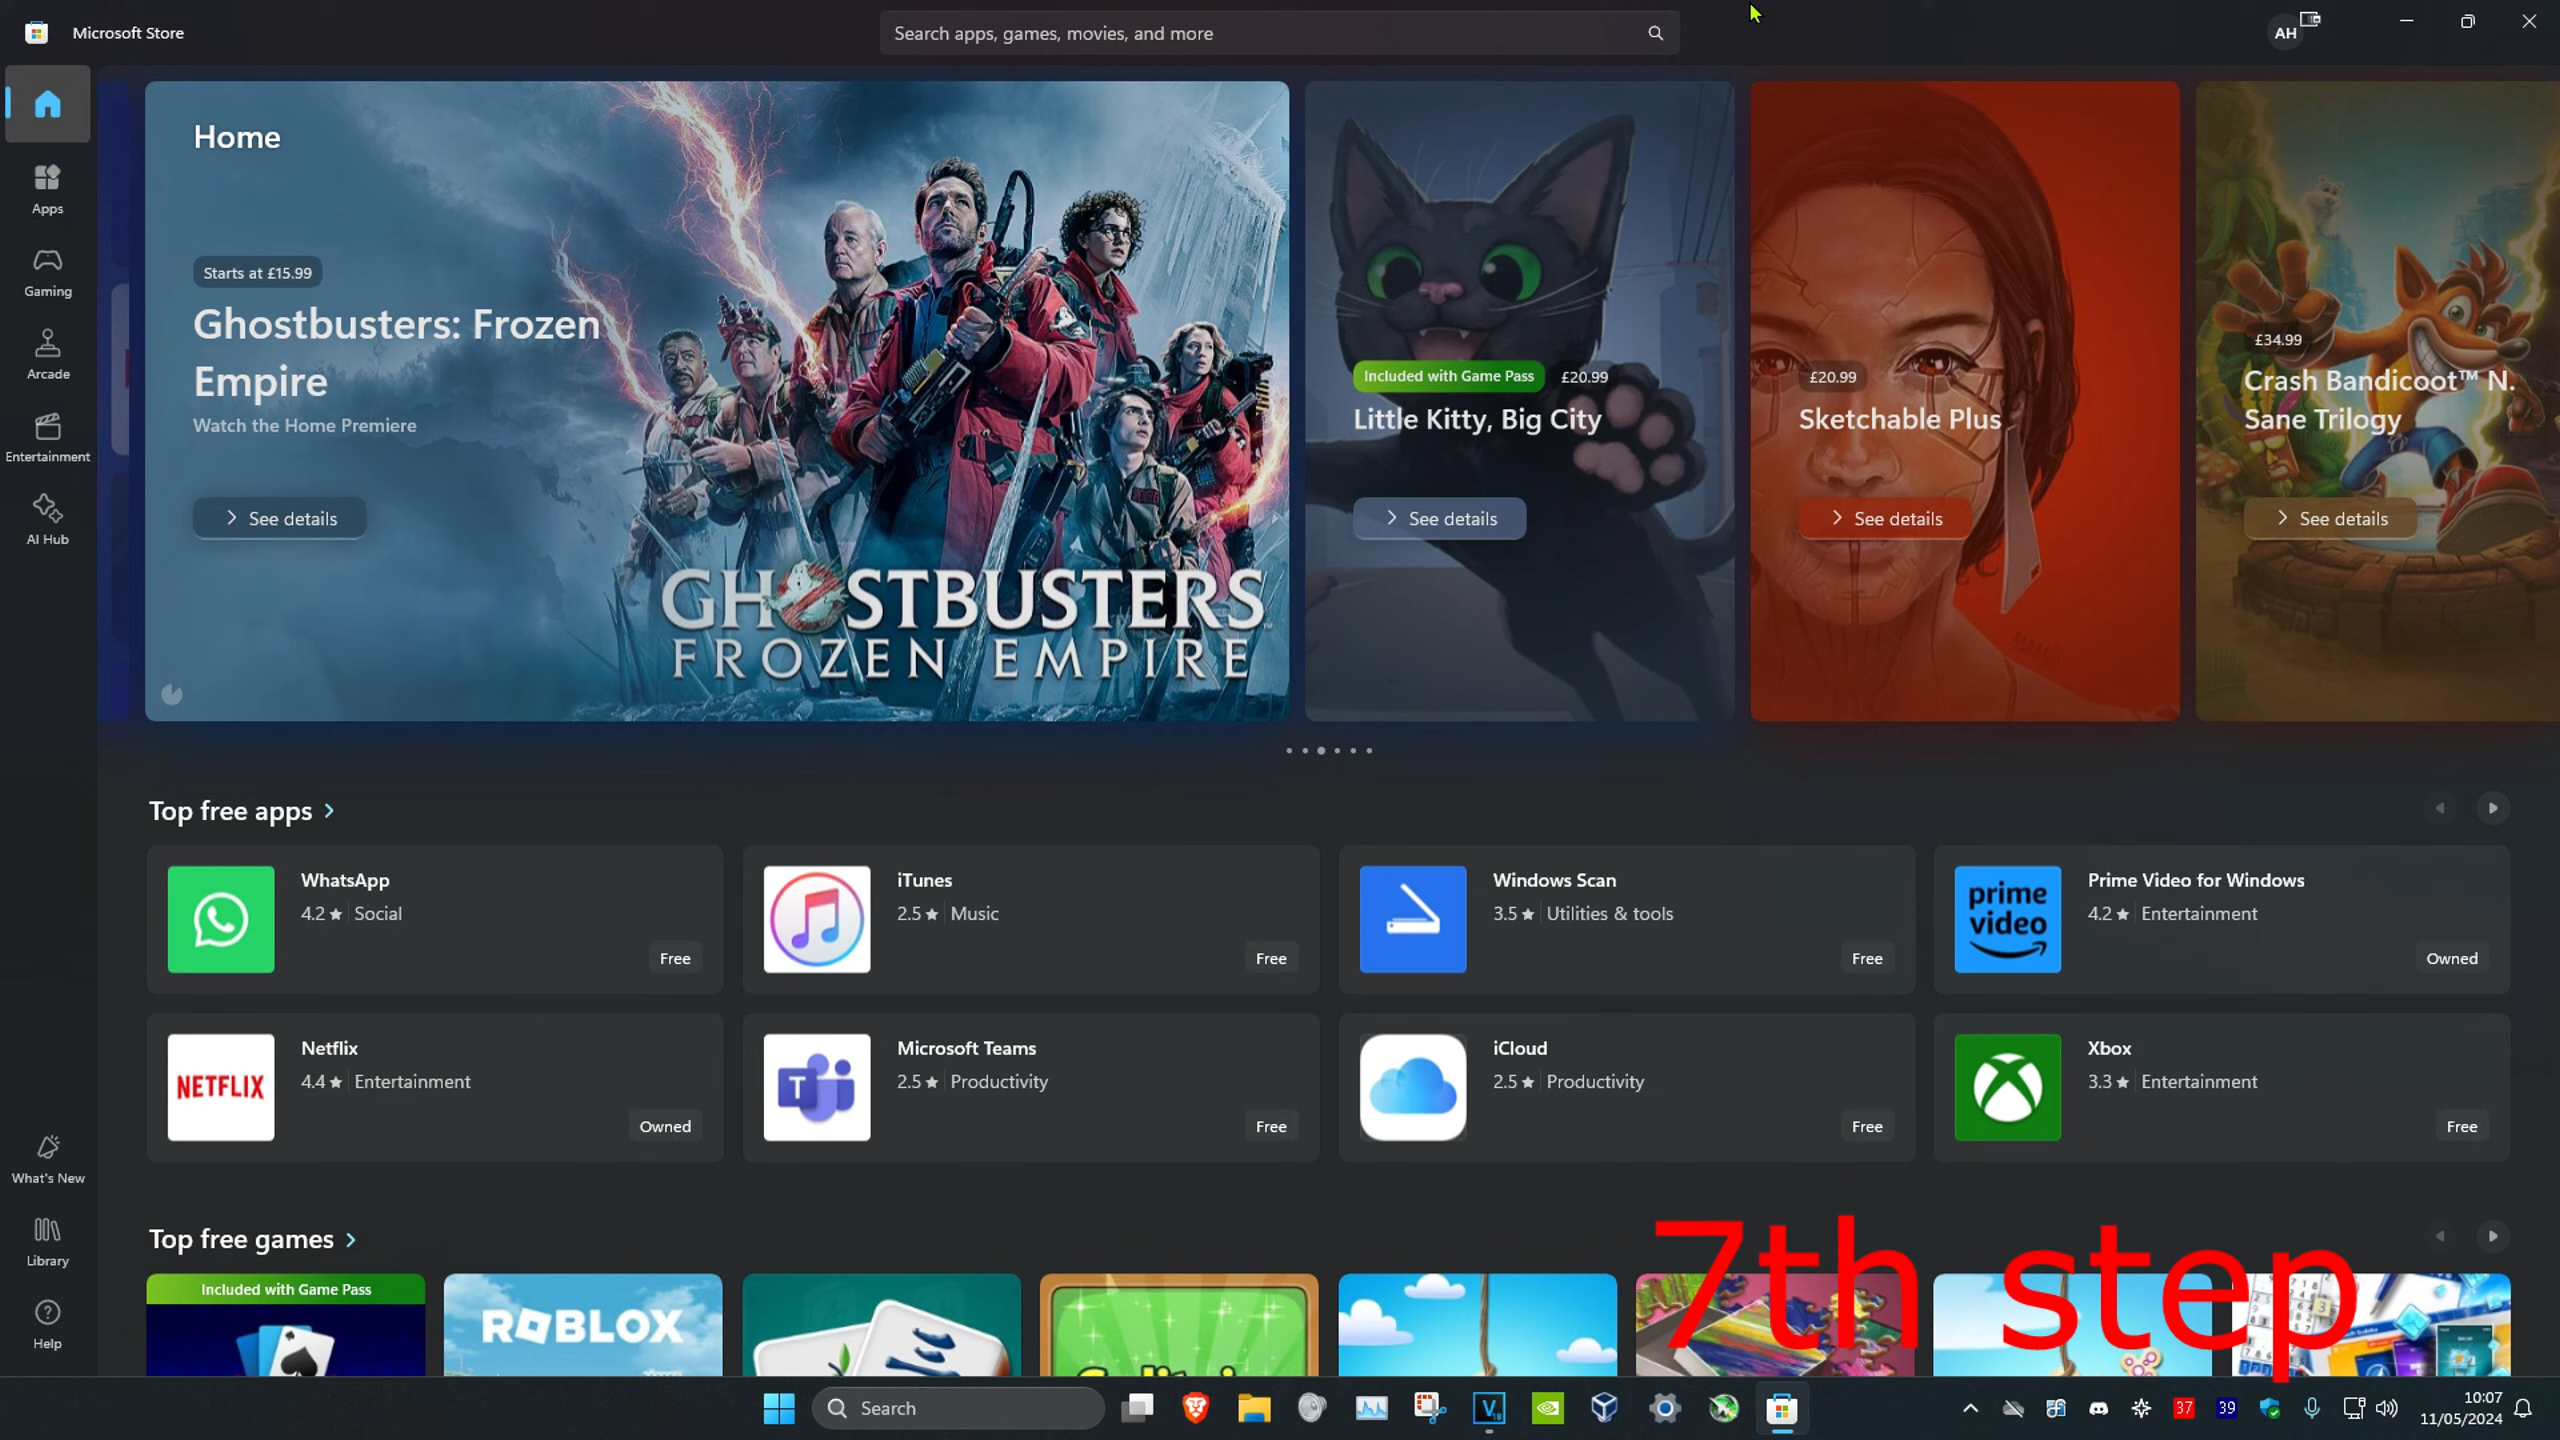 Microsoft Store
Search apps, games, movies, and more
AH
Home
Apps
Gaming
Arcade
Entertainment
AI Hub
What's New
Library
Help
Starts at £15.99
Ghostbusters: Frozen
Empire
Watch the Home Premiere
See details
GHOSTBUSTERS
FROZEN EMPIRE
Included with Game Pass £20.99
Little Kitty, Big City
See details
£20.99
Sketchable Plus
See details
£34.99
Crash Bandicoot™ N.
Sane Trilogy
See details
Top free apps
WhatsApp
4.2★ Social
Free
iTunes
2.5★ Music
Free
Windows Scan
3.5★ Utilities & tools
Free
prime
video
Prime Video for Windows
4.2★ Entertainment
Owned
NETFLIX
Netflix
4.4★ Entertainment
Owned
T
Microsoft Teams
2.5★ Productivity
Free
iCloud
2.5★ Productivity
Free
Xbox
3.3★ Entertainment
Free
Top free games
Included with Game Pass
ROBLOX
7th step
Search
37
39
10:07
11/05/2024